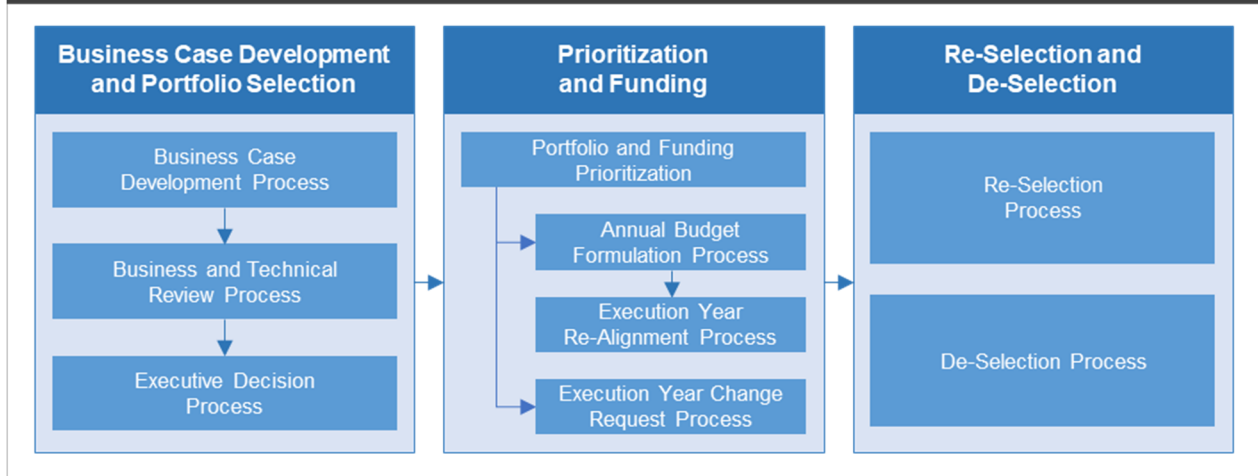 Business Case Development
and Portfolio Selection
Business Case
Development Process
Business and Technical
Review Process
Executive Decision
Process
Prioritization
and Funding
Portfolio and Funding
Prioritization
Annual Budget
Formulation Process
Execution Year
Re-Alignment Process
Execution Year Change
Request Process
Re-Selection and
De-Selection
Re-Selection
Process
De-Selection Process